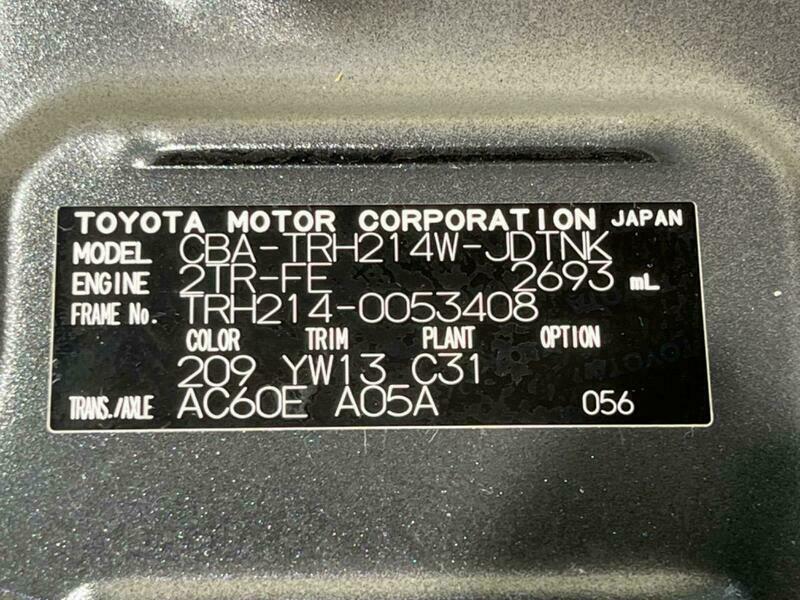 TOYOTA MOTOR CORPORATION JAPAN
MODEL CBA-TRH214W-JDTNK
ENGINE 2TR-FE 2693 mL
FRAME No. TRH214-0053408
COLOR TRIM PLANT OPTION
209 YW13 C31
TRANS./AXLE AC60E A05A 056